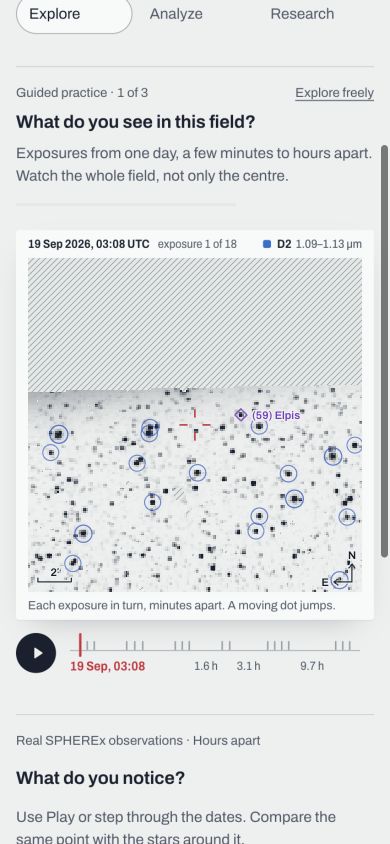 Explore Analyze Research
Guided practice · 1 of 3 Explore freely
What do you see in this field?
Exposures from one day, a few minutes to hours apart.
Watch the whole field, not only the centre.
19 Sep 2026, 03:08 UTC exposure 1 of 18 D2 1.09–1.13 µm
(59) Elpis
2′
N
E
Each exposure in turn, minutes apart. A moving dot jumps.
19 Sep, 03:08 1.6 h 3.1 h 9.7 h
Real SPHEREx observations · Hours apart
What do you notice?
Use Play or step through the dates. Compare the
same point with the stars around it.